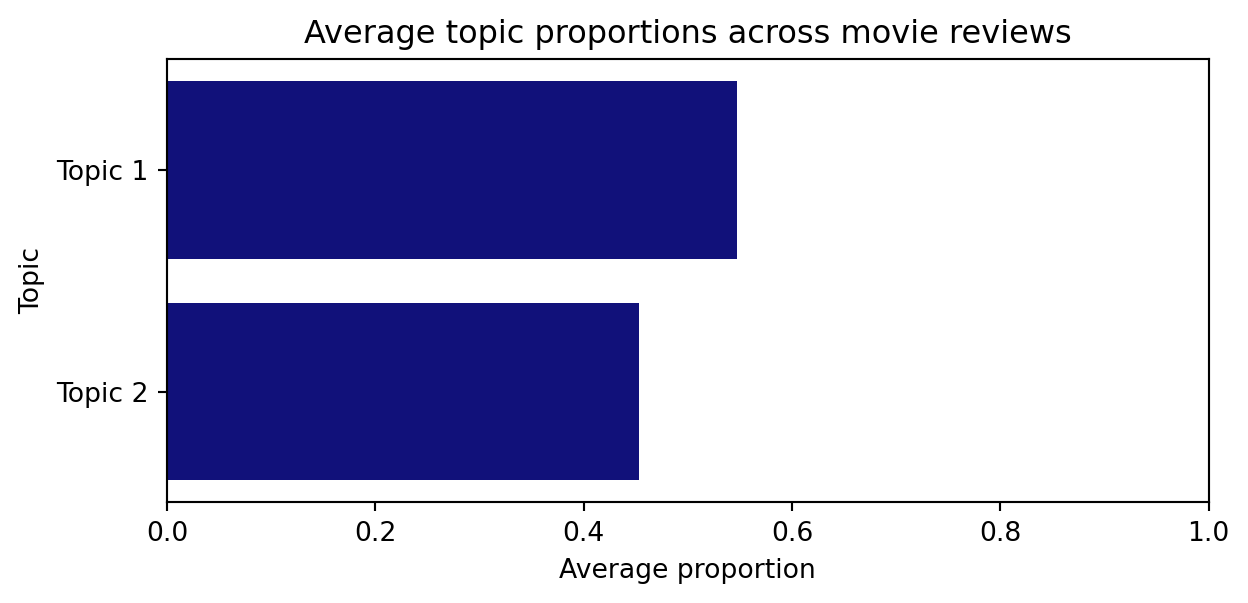 Average topic proportions across movie reviews
Topic
Topic 1
Topic 2
0.0 0.2 0.4 0.6 0.8 1.0
Average proportion